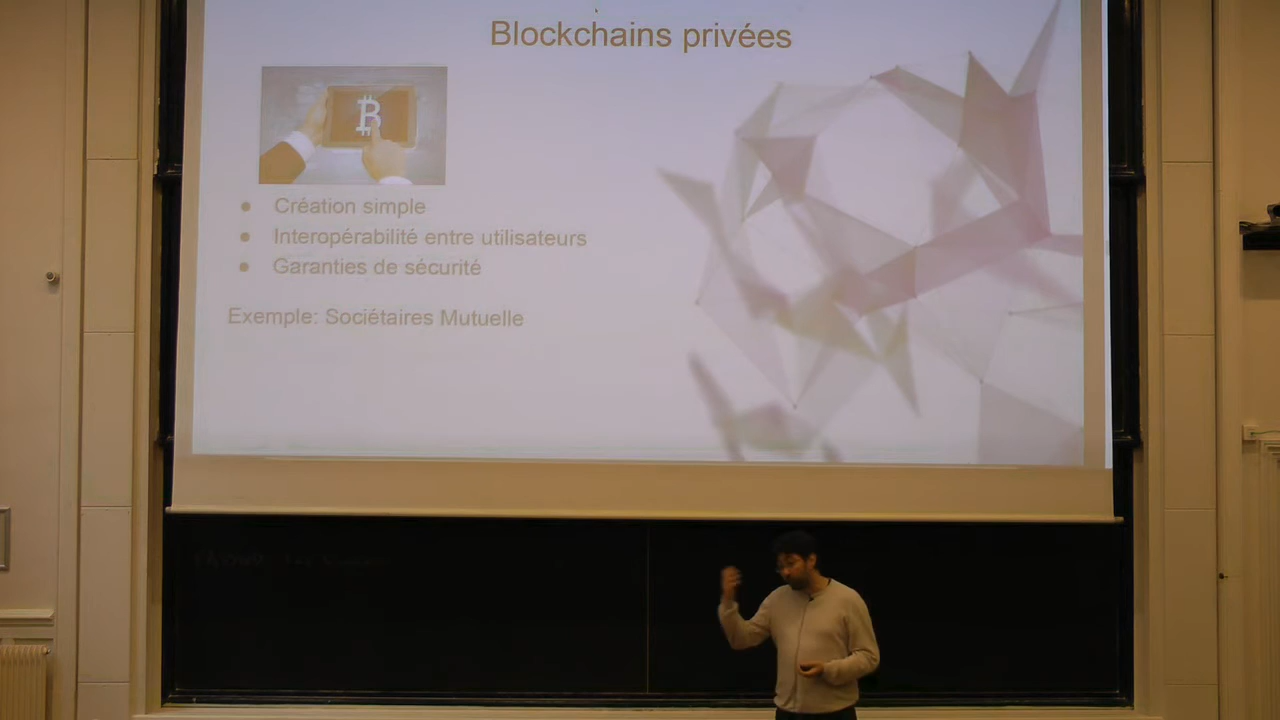 Blockchains privées
₿
● Création simple
● Interopérabilité entre utilisateurs
● Garanties de sécurité
Exemple: Sociétaires Mutuelle